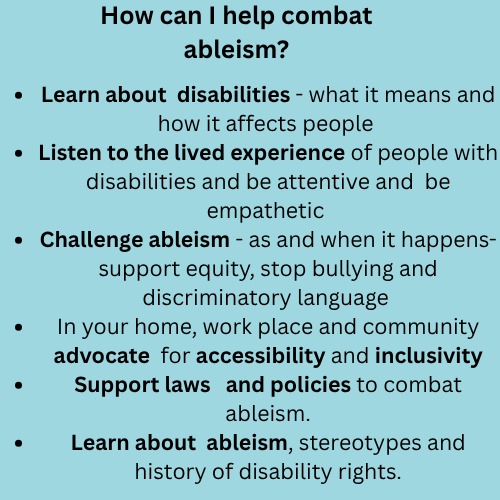 How can I help combat
ableism?
• Learn about  disabilities - what it means and
how it affects people
• Listen to the lived experience of people with
disabilities and be attentive and  be
empathetic
• Challenge ableism - as and when it happens-
support equity, stop bullying and
discriminatory language
• In your home, work place and community
advocate  for accessibility and inclusivity
• Support laws  and policies to combat
ableism.
• Learn about  ableism, stereotypes and
history of disability rights.